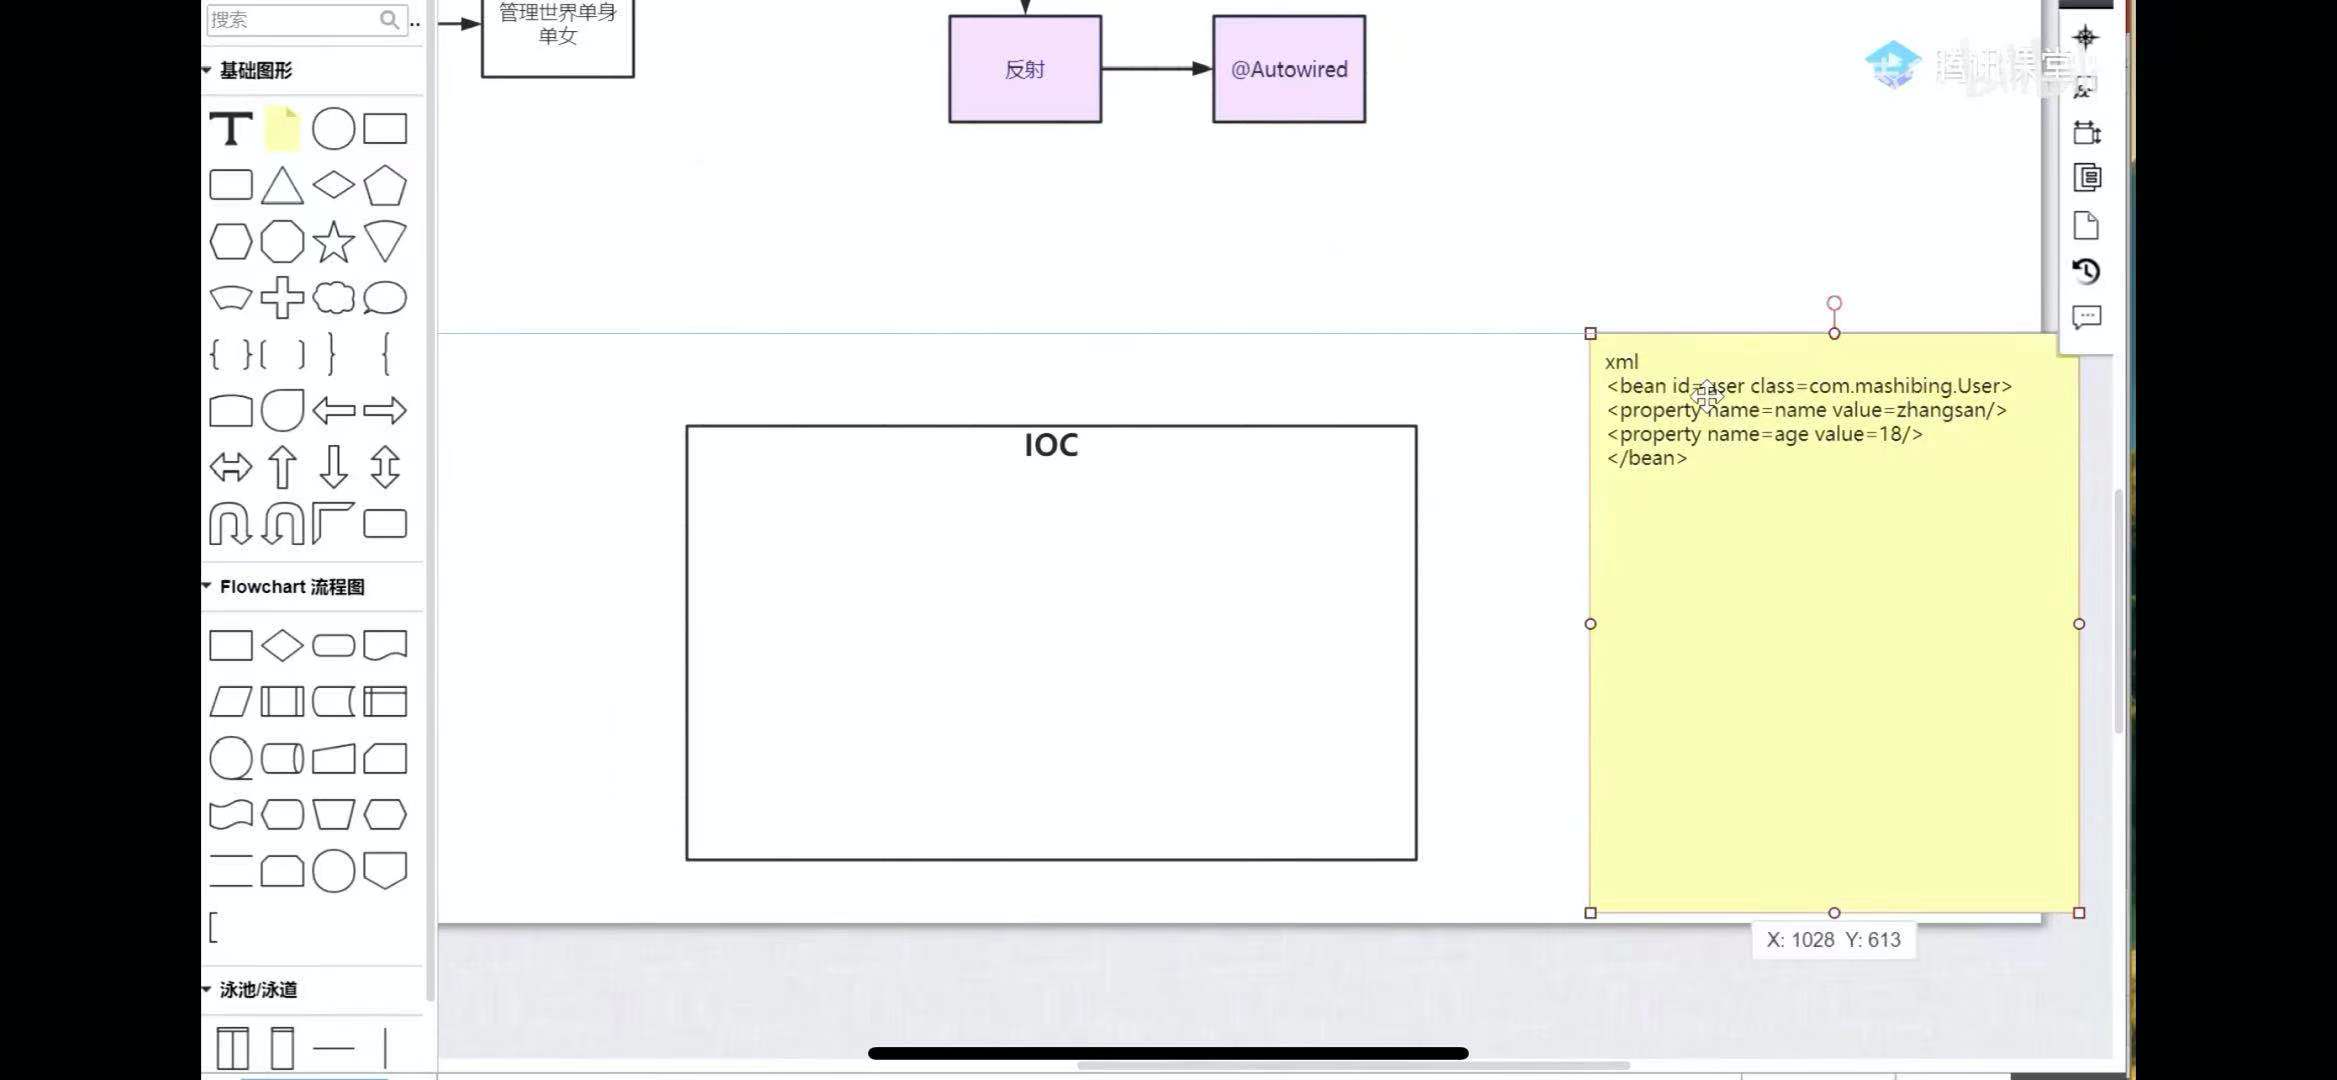 搜索
..
管理世界单身
单女
基础图形
反射
@Autowired
腾讯课堂
IOC
xml
<bean id=user class=com.mashibing.User>
<property name=name value=zhangsan/>
<property name=age value=18/>
</bean>
Flowchart 流程图
泳池/泳道
X: 1028 Y: 613